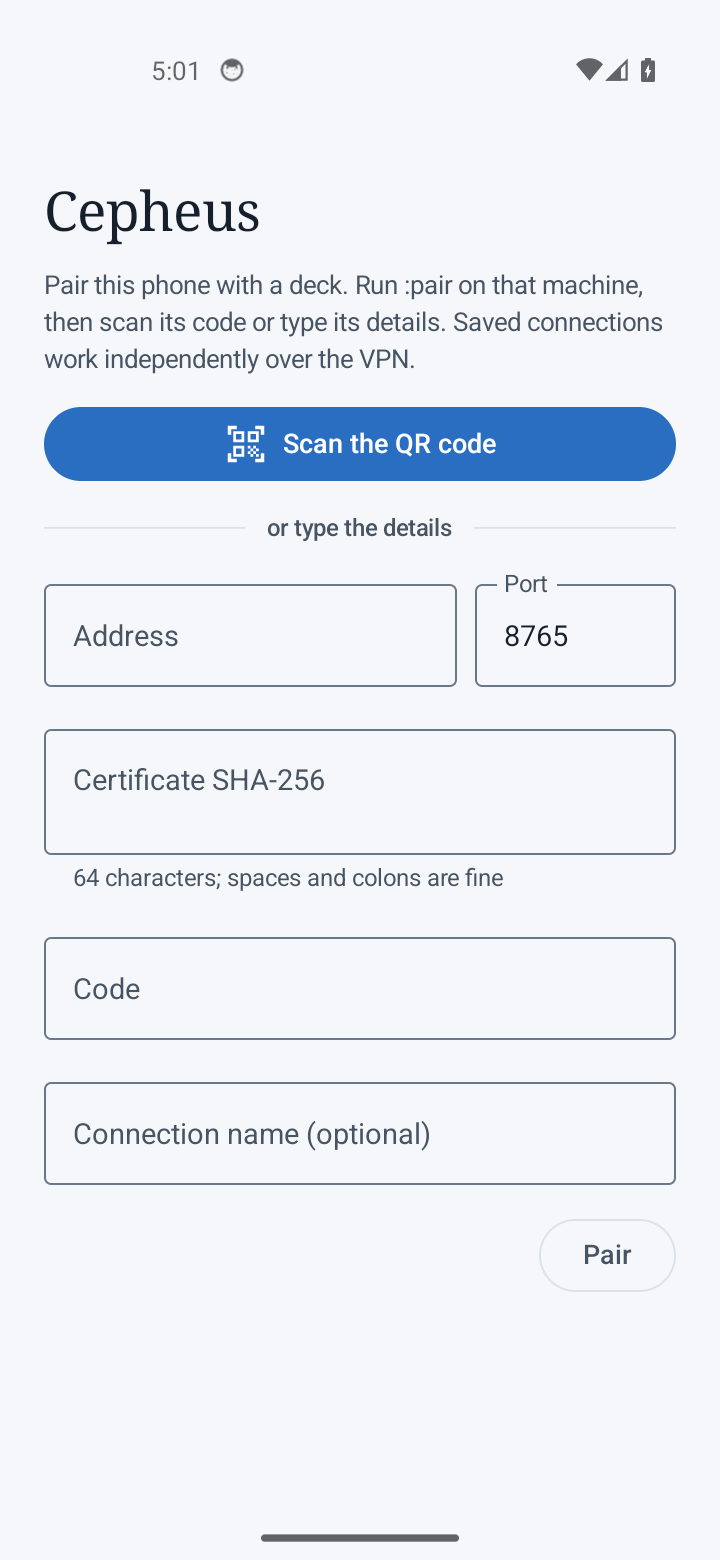 5:01
Cepheus
Pair this phone with a deck. Run :pair on that machine,
then scan its code or type its details. Saved connections
work independently over the VPN.
Scan the QR code
or type the details
Port
Address
8765
Certificate SHA-256
64 characters; spaces and colons are fine
Code
Connection name (optional)
Pair